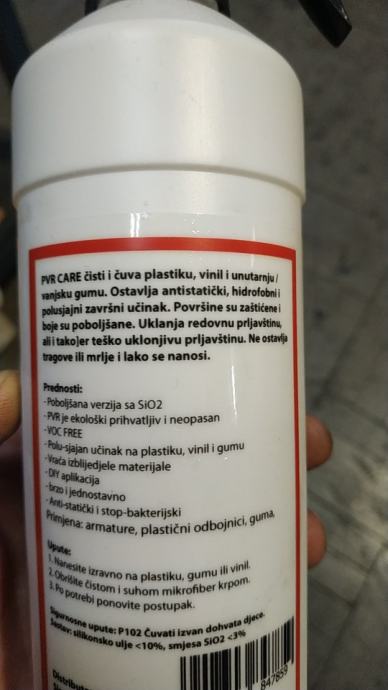 PVR CARE čisti i čuva plastiku, vinil i unutarnju /
vanjsku gumu. Ostavlja antistatički, hidrofobni i
polusjajni završni učinak. Površine su zaštićene i
boje su poboljšane. Uklanja redovnu prljavštinu,
ali i tako]er teško uklonjivu prljavštinu. Ne ostavlja
tragove ili mrlje i lako se nanosi.
Prednosti:
-Poboljšana verzija sa SiO2
-PVR je ekološki prihvatljiv i neopasan
-VOC FREE
-Polu-sjajan učinak na plastiku, vinil i gumu
-Vraća izblijedjele materijale
-DIY aplikacija
-brzo i jednostavno
-Anti-statički i stop-bakterijski
Primjena: armature, plastični odbojnici, guma,
Upute:
1. Nanesite izravno na plastiku, gumu ili vinil.
2. Obrišite čistom i suhom mikrofiber krpom.
3. Po potrebi ponovite postupak.
Sigurnosne upute: P102 Čuvati izvan dohvata djece.
Sastav: silikonsko ulje <10%, smjesa SiO2 <3%
847859